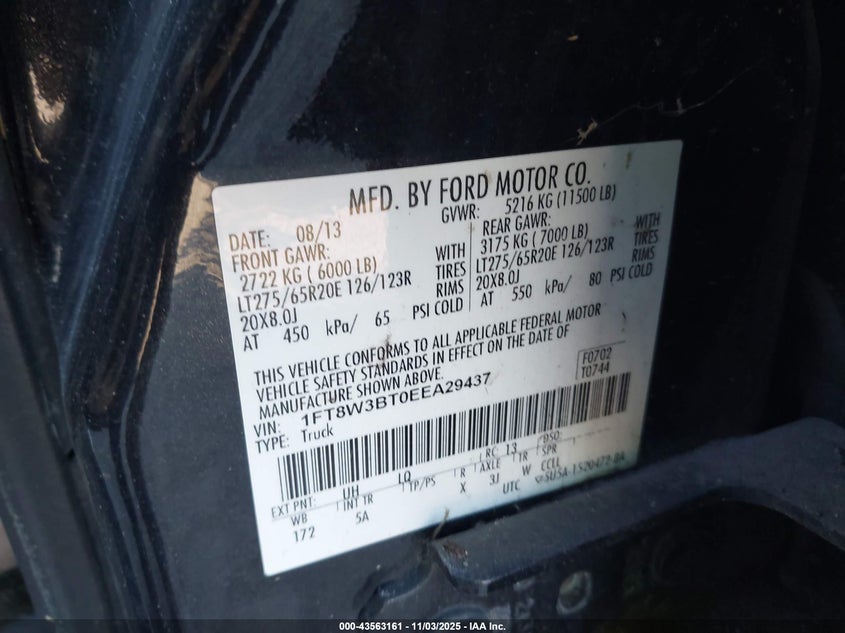 MFD. BY FORD MOTOR CO.
DATE: 08/13
GVWR: 5216 KG (11500 LB)
FRONT GAWR:
2722 KG ( 6000 LB) WITH
LT275/65R20E 126/123R TIRES
20X8.0J RIMS
AT 450 kPa/ 65 PSI COLD
REAR GAWR:
3175 KG ( 7000 LB) WITH
LT275/65R20E 126/123R TIRES
20X8.0J RIMS
AT 550 kPa/ 80 PSI COLD
THIS VEHICLE CONFORMS TO ALL APPLICABLE FEDERAL MOTOR
VEHICLE SAFETY STANDARDS IN EFFECT ON THE DATE OF
MANUFACTURE SHOWN ABOVE.
VIN: 1FT8W3BT0EEA29437
TYPE: Truck
F0702
T0744
EXT PNT: UH LQ RC: 13 DSO:
WB INT TR TP/PS R AXLE TR SPR
172 5A X 3J W CCLL
UTC
000-43563161 - 11/03/2025 - IAA Inc.